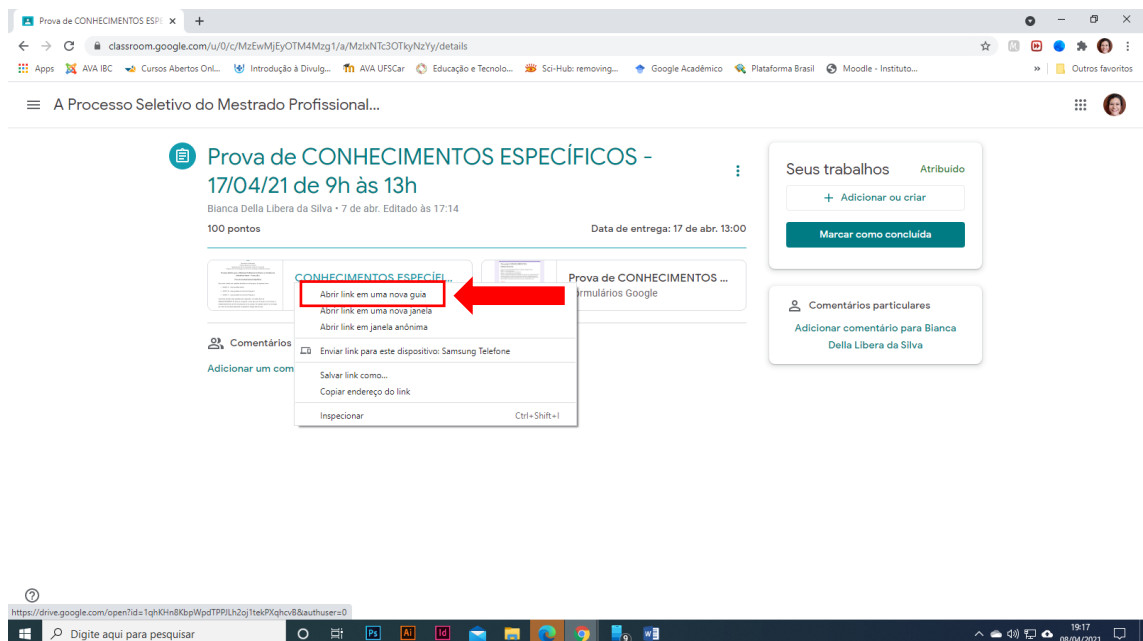 Prova de CONHECIMENTOS ESPE
classroom.google.com/u/0/c/MzEwMjEyOTM4Mzg1/a/MzIxNTc3OTkyNzYy/details
Apps AVA IBC Cursos Abertos Onl... Introdução à Divulg... AVA UFSCar Educação e Tecnolo... Sci-Hub: removing... Google Acadêmico Plataforma Brasil Moodle - Instituto... » Outros favoritos
A Processo Seletivo do Mestrado Profissional...
Prova de CONHECIMENTOS ESPECÍFICOS -
17/04/21 de 9h às 13h
Bianca Della Libera da Silva • 7 de abr. Editado às 17:14
100 pontos Data de entrega: 17 de abr. 13:00
CONHECIMENTOS ESPECÍFI...
Prova de CONHECIMENTOS ...
Formulários Google
Abrir link em uma nova guia
Abrir link em uma nova janela
Abrir link em janela anônima
Enviar link para este dispositivo: Samsung Telefone
Salvar link como...
Copiar endereço do link
Inspecionar Ctrl+Shift+I
Comentários
Adicionar um com
Seus trabalhos Atribuído
+ Adicionar ou criar
Marcar como concluída
Comentários particulares
Adicionar comentário para Bianca
Della Libera da Silva
https://drive.google.com/open?id=1qhKHn8KbpWpdTPPJLh2oj1tekPXqhcvB&authuser=0
Digite aqui para pesquisar
Ps Ai Id
9
19:17
08/04/2021